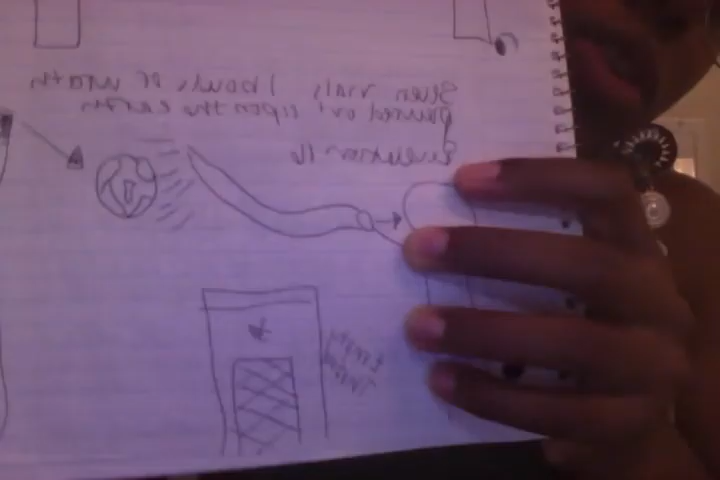 Seven vials / bowls of wrath
poured out upon the earth
Revelation 16